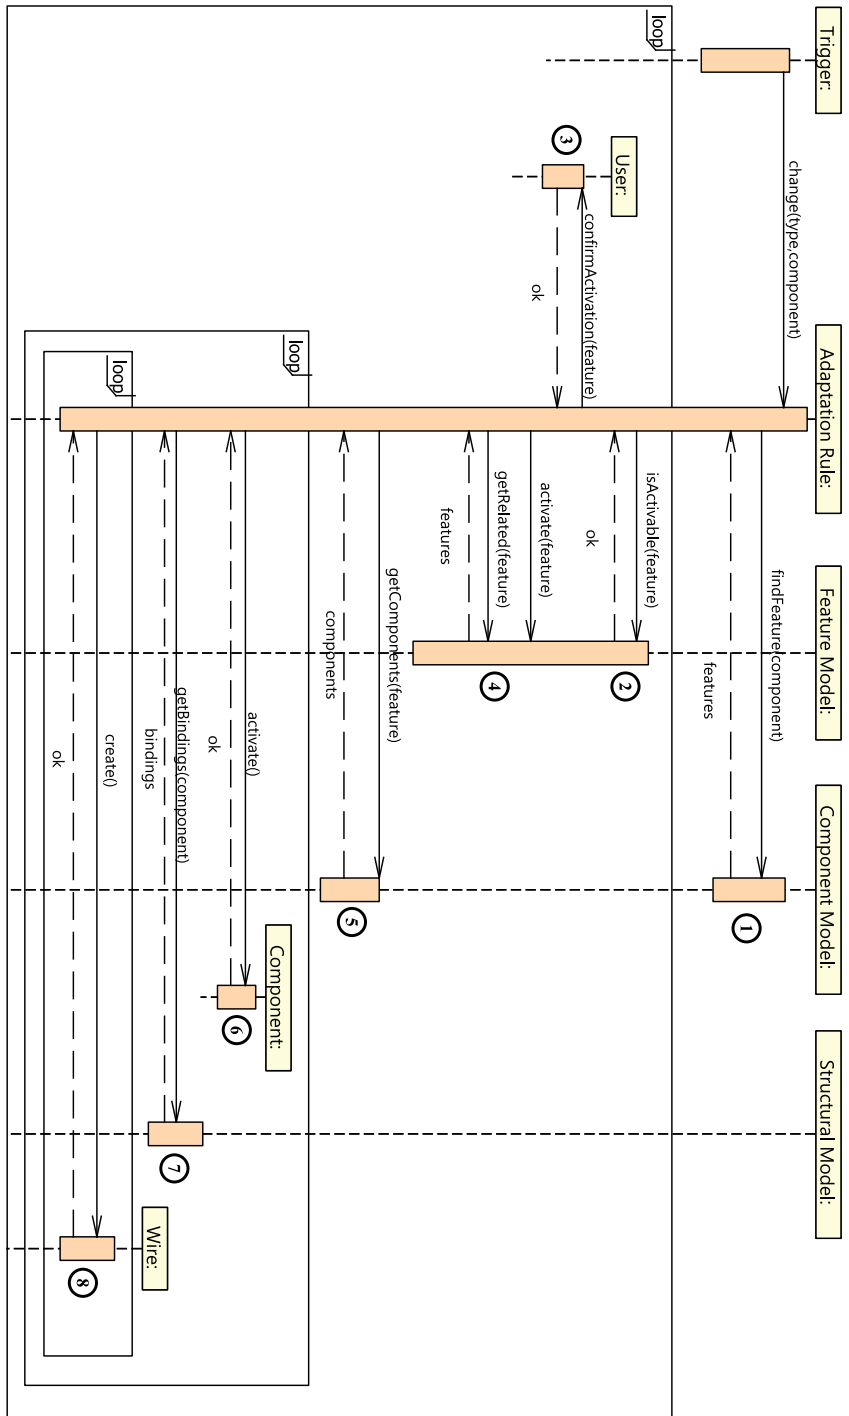 Trigger:
Adaptation Rule:
Feature Model:
Component Model:
Structural Model:
change(type,component)
findFeature(component)
1
features
loop
User:
isActivable(feature)
2
ok
3
confirmActivation(feature)
ok
activate(feature)
4
getRelated(feature)
features
getComponents(feature)
5
components
loop
Component:
activate()
6
ok
getBindings(component)
7
bindings
Wire:
loop
create()
8
ok